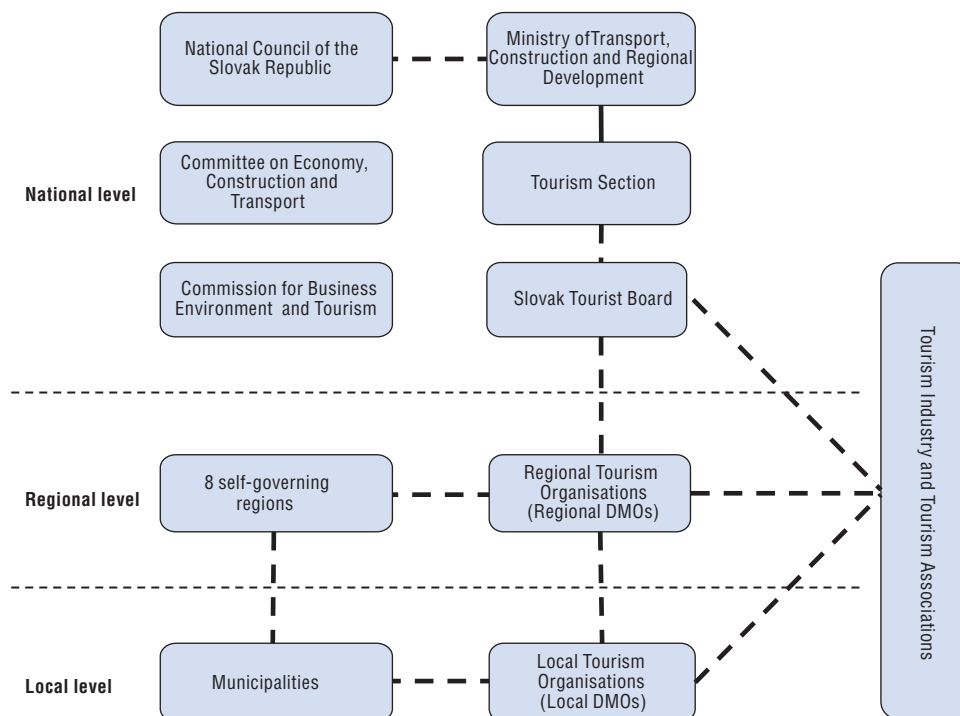 National Council of the
Slovak Republic
Ministry ofTransport,
Construction and Regional
Development
National level
Committee on Economy,
Construction and
Transport
Tourism Section
Commission for Business
Environment and Tourism
Slovak Tourist Board
Tourism Industry and Tourism Associations
Regional level
8 self-governing
regions
Regional Tourism
Organisations
(Regional DMOs)
Local level
Municipalities
Local Tourism
Organisations
(Local DMOs)